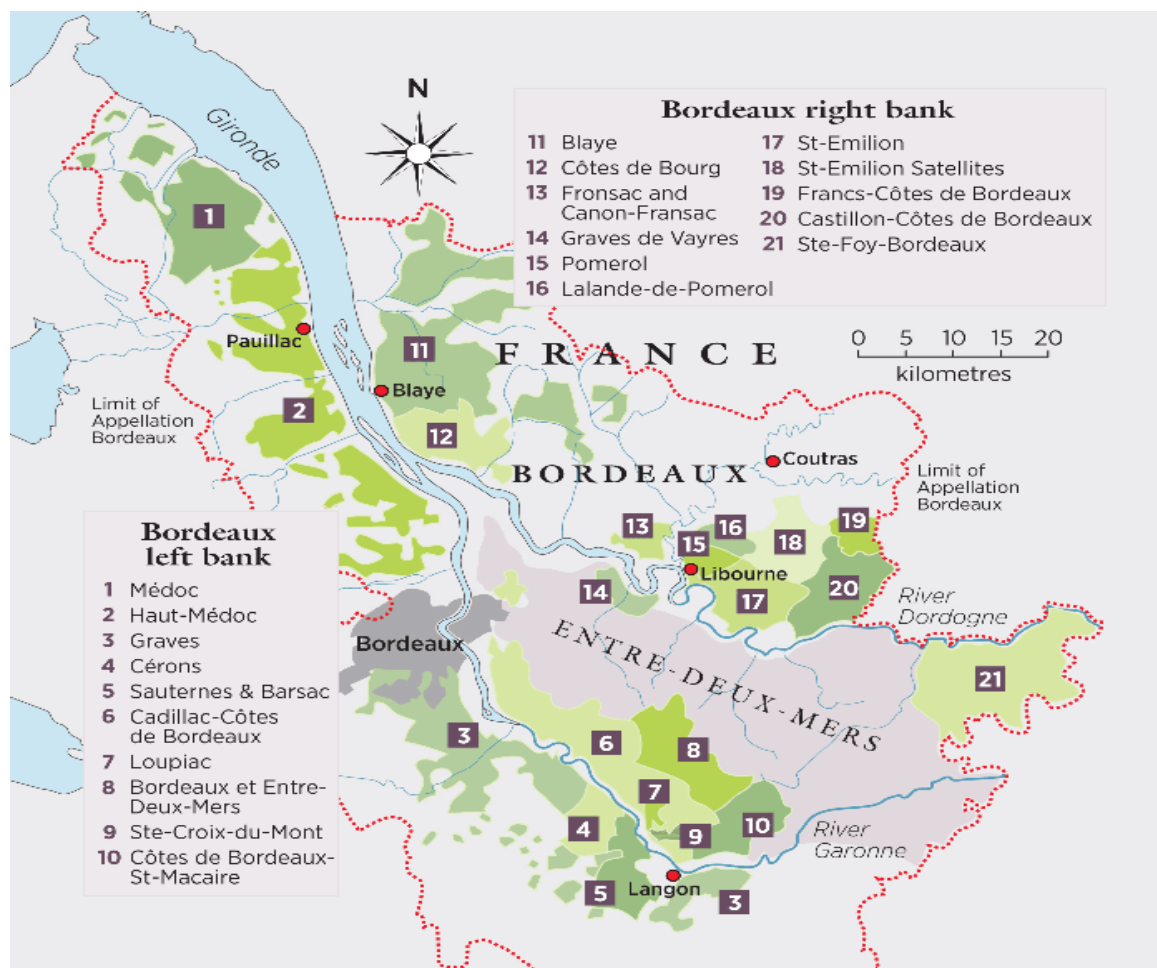 Gironde
N
Bordeaux right bank
11 Blaye
12 Côtes de Bourg
13 Fronsac and
Canon-Fransac
14 Graves de Vayres
15 Pomerol
16 Lalande-de-Pomerol
17 St-Emilion
18 St-Emilion Satellites
19 Francs-Côtes de Bordeaux
20 Castillon-Côtes de Bordeaux
21 Ste-Foy-Bordeaux
1
Pauillac
11
FRANCE
0 5 10 15 20
kilometres
Blaye
Limit of
Appellation
Bordeaux
2
12
BORDEAUX
Coutras
Limit of
Appellation
Bordeaux
Bordeaux
left bank
1 Médoc
2 Haut-Médoc
3 Graves
4 Cérons
5 Sauternes & Barsac
6 Cadillac-Côtes
de Bordeaux
7 Loupiac
8 Bordeaux et Entre-
Deux-Mers
9 Ste-Croix-du-Mont
10 Côtes de Bordeaux-
St-Macaire
13
15
16
18
19
Libourne
14
17
20
River
Dordogne
Bordeaux
ENTRE-DEUX-MERS
21
3
6
8
7
4
9
10
River
Garonne
5
Langon
3